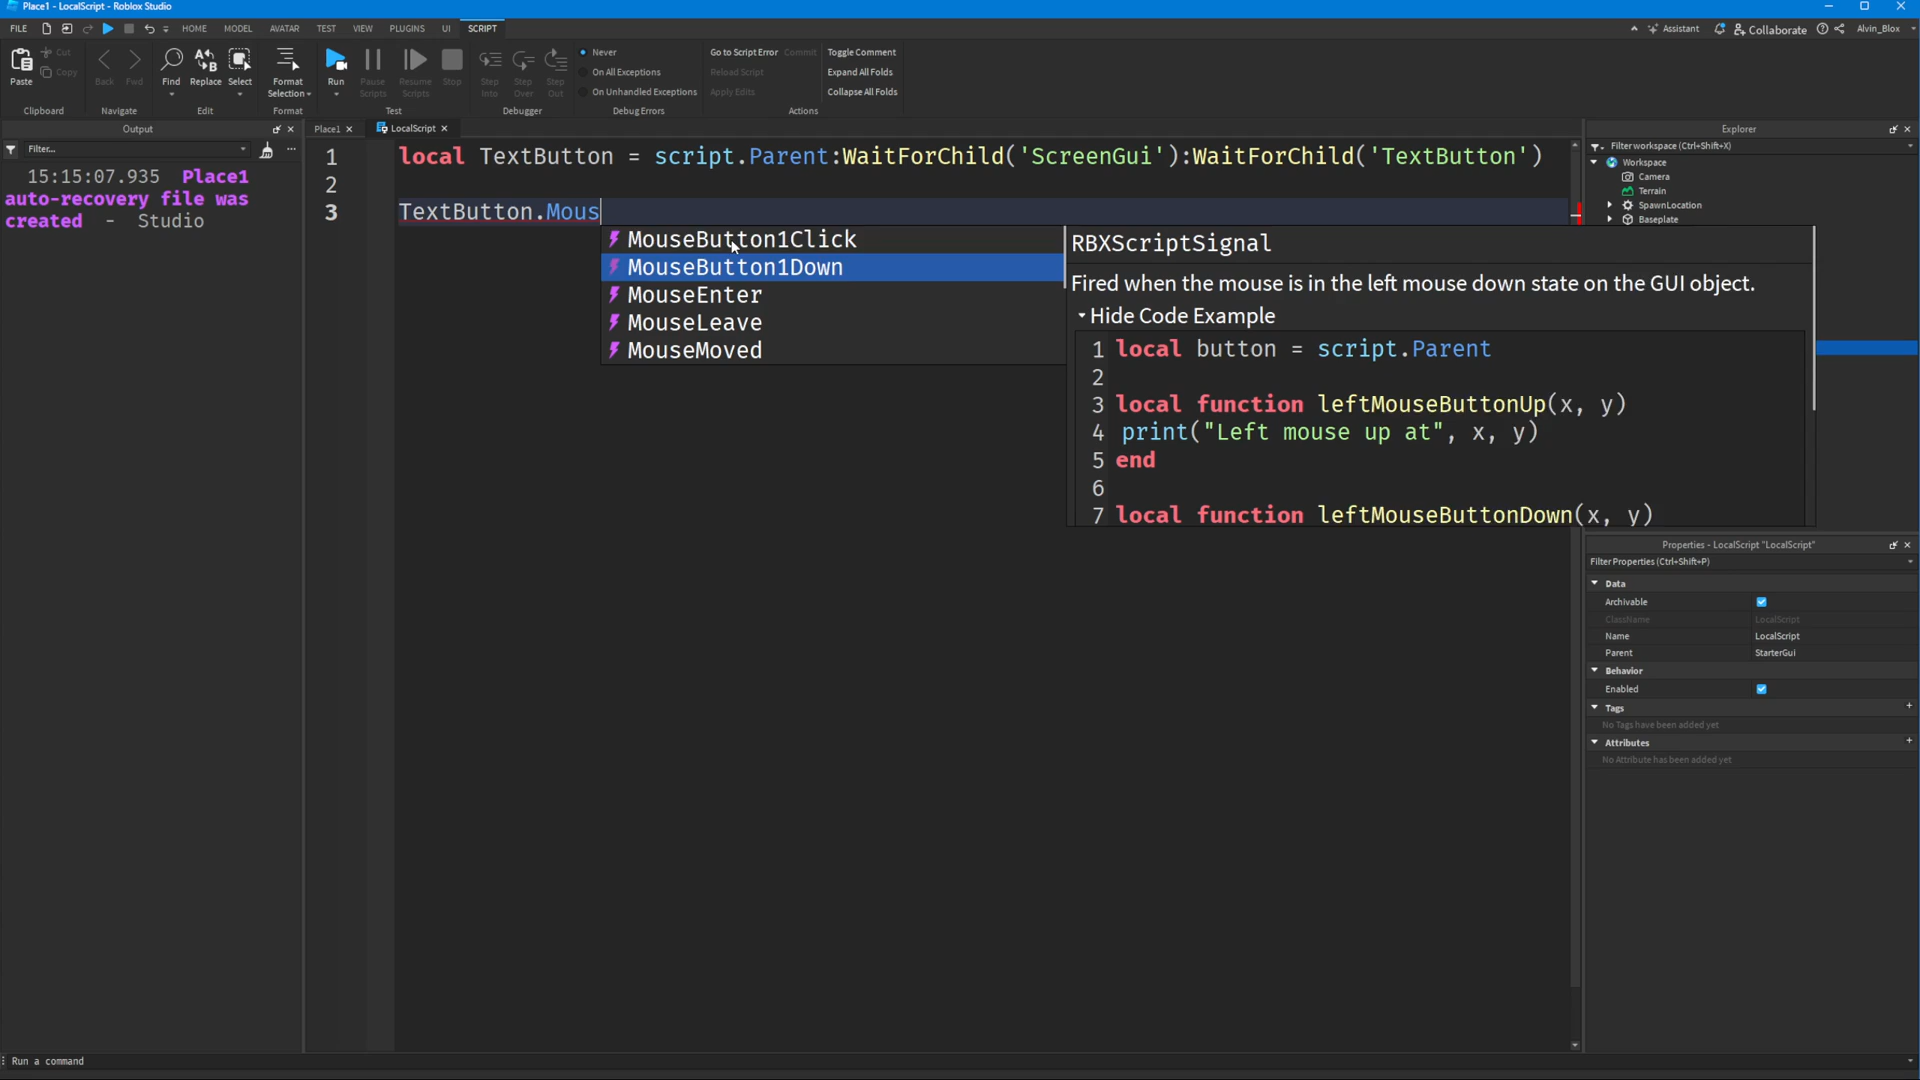 Place1 - LocalScript - Roblox Studio
FILE HOME MODEL AVATAR TEST VIEW PLUGINS UI SCRIPT Assistant Collaborate Alvin_Blox
Paste Cut Copy Back Fwd Find Replace Select Format Selection Run Pause Scripts Resume Scripts Stop Step Into Step Over Step Out
Never
On All Exceptions
On Unhandled Exceptions
Go to Script Error Commit
Reload Script
Apply Edits
Toggle Comment
Expand All Folds
Collapse All Folds
Clipboard Navigate Edit Format Test Debugger Debug Errors Actions
Output
Filter...
15:15:07.935 Place1
auto-recovery file was
created - Studio
Place1 LocalScript
1 local TextButton = script.Parent:WaitForChild('ScreenGui'):WaitForChild('TextButton')
2
3 TextButton.Mous
MouseButton1Click
MouseButton1Down
MouseEnter
MouseLeave
MouseMoved
RBXScriptSignal
Fired when the mouse is in the left mouse down state on the GUI object.
Hide Code Example
1 local button = script.Parent
2
3 local function leftMouseButtonUp(x, y)
4 print("Left mouse up at", x, y)
5 end
6
7 local function leftMouseButtonDown(x, y)
Explorer
Filter workspace (Ctrl+Shift+X)
Workspace
Camera
Terrain
SpawnLocation
Baseplate
Properties - LocalScript "LocalScript"
Filter Properties (Ctrl+Shift+P)
Data
Archivable
ClassName LocalScript
Name LocalScript
Parent StarterGui
Behavior
Enabled
Tags +
No Tags have been added yet
Attributes +
No Attribute has been added yet
Run a command